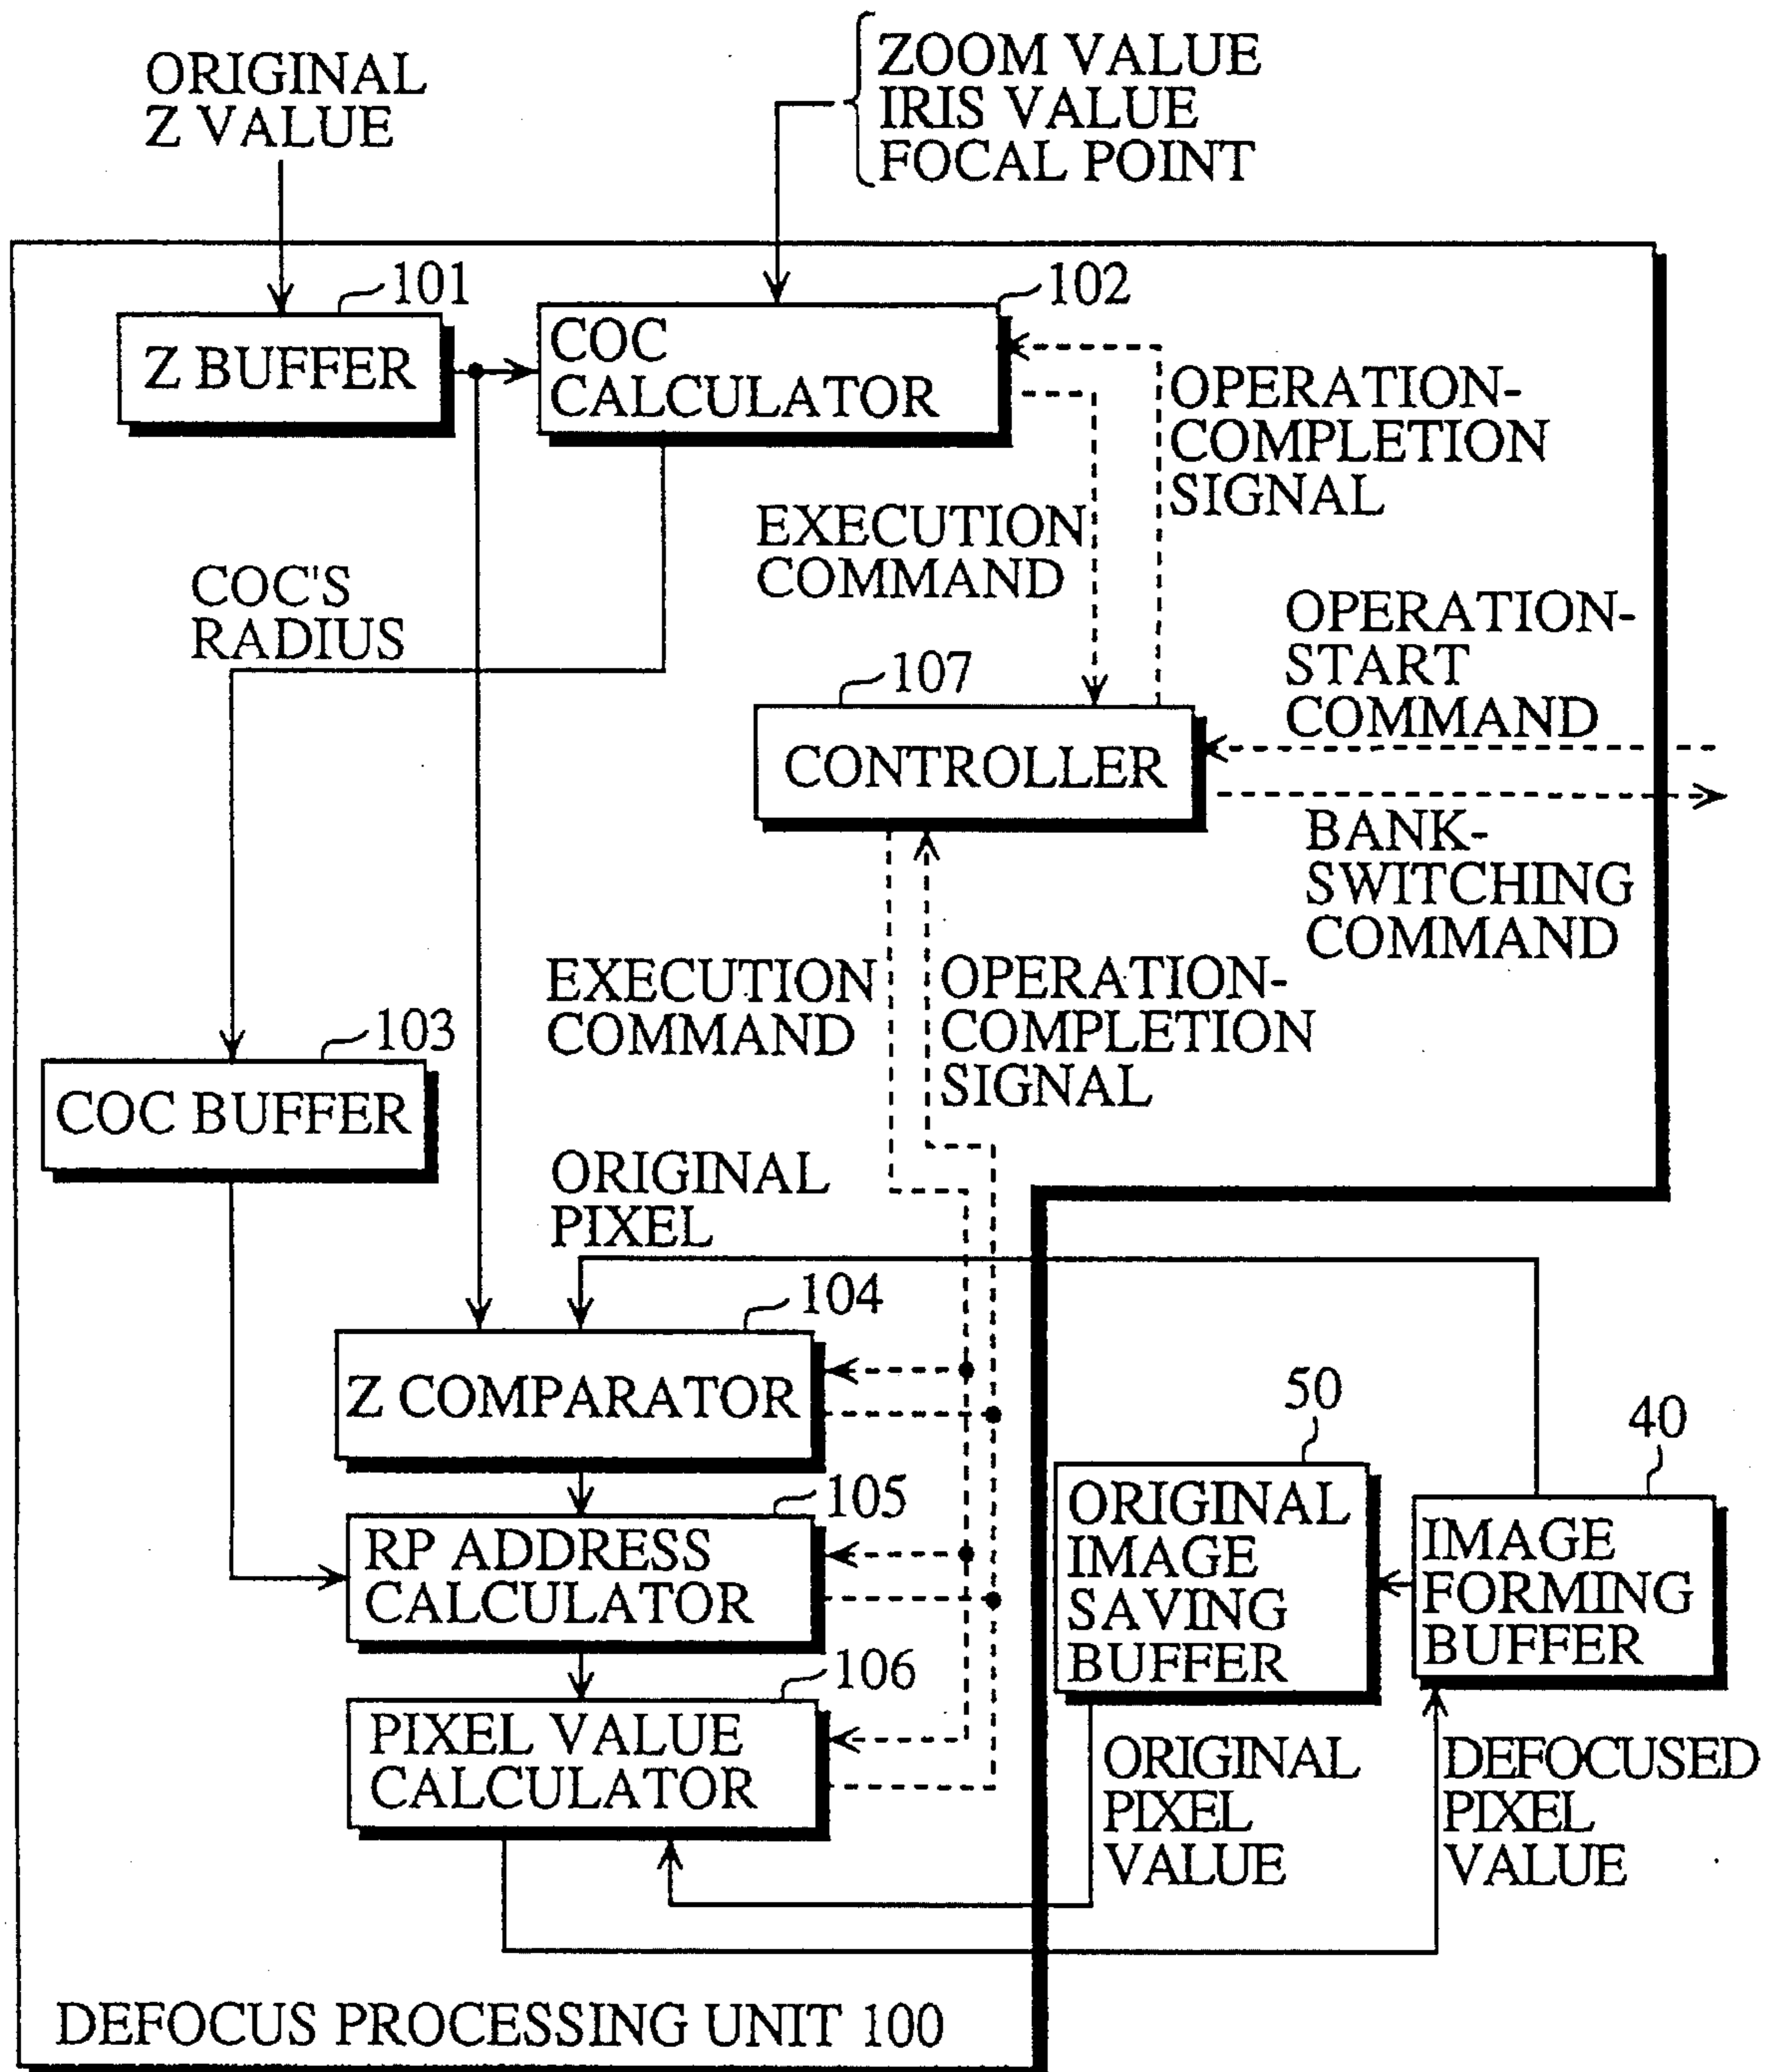 ORIGINAL
Z VALUE
ZOOM VALUE
IRIS VALUE
FOCAL POINT
101
Z BUFFER
102
COC
CALCULATOR
OPERATION-
COMPLETION
SIGNAL
EXECUTION
COMMAND
COC'S
RADIUS
OPERATION-
START
COMMAND
107
CONTROLLER
BANK-
SWITCHING
COMMAND
EXECUTION
COMMAND
OPERATION-
COMPLETION
SIGNAL
103
COC BUFFER
ORIGINAL
PIXEL
104
Z COMPARATOR
50
ORIGINAL
IMAGE
SAVING
BUFFER
40
IMAGE
FORMING
BUFFER
105
RP ADDRESS
CALCULATOR
106
PIXEL VALUE
CALCULATOR
ORIGINAL
PIXEL
VALUE
DEFOCUSED
PIXEL
VALUE
DEFOCUS PROCESSING UNIT 100